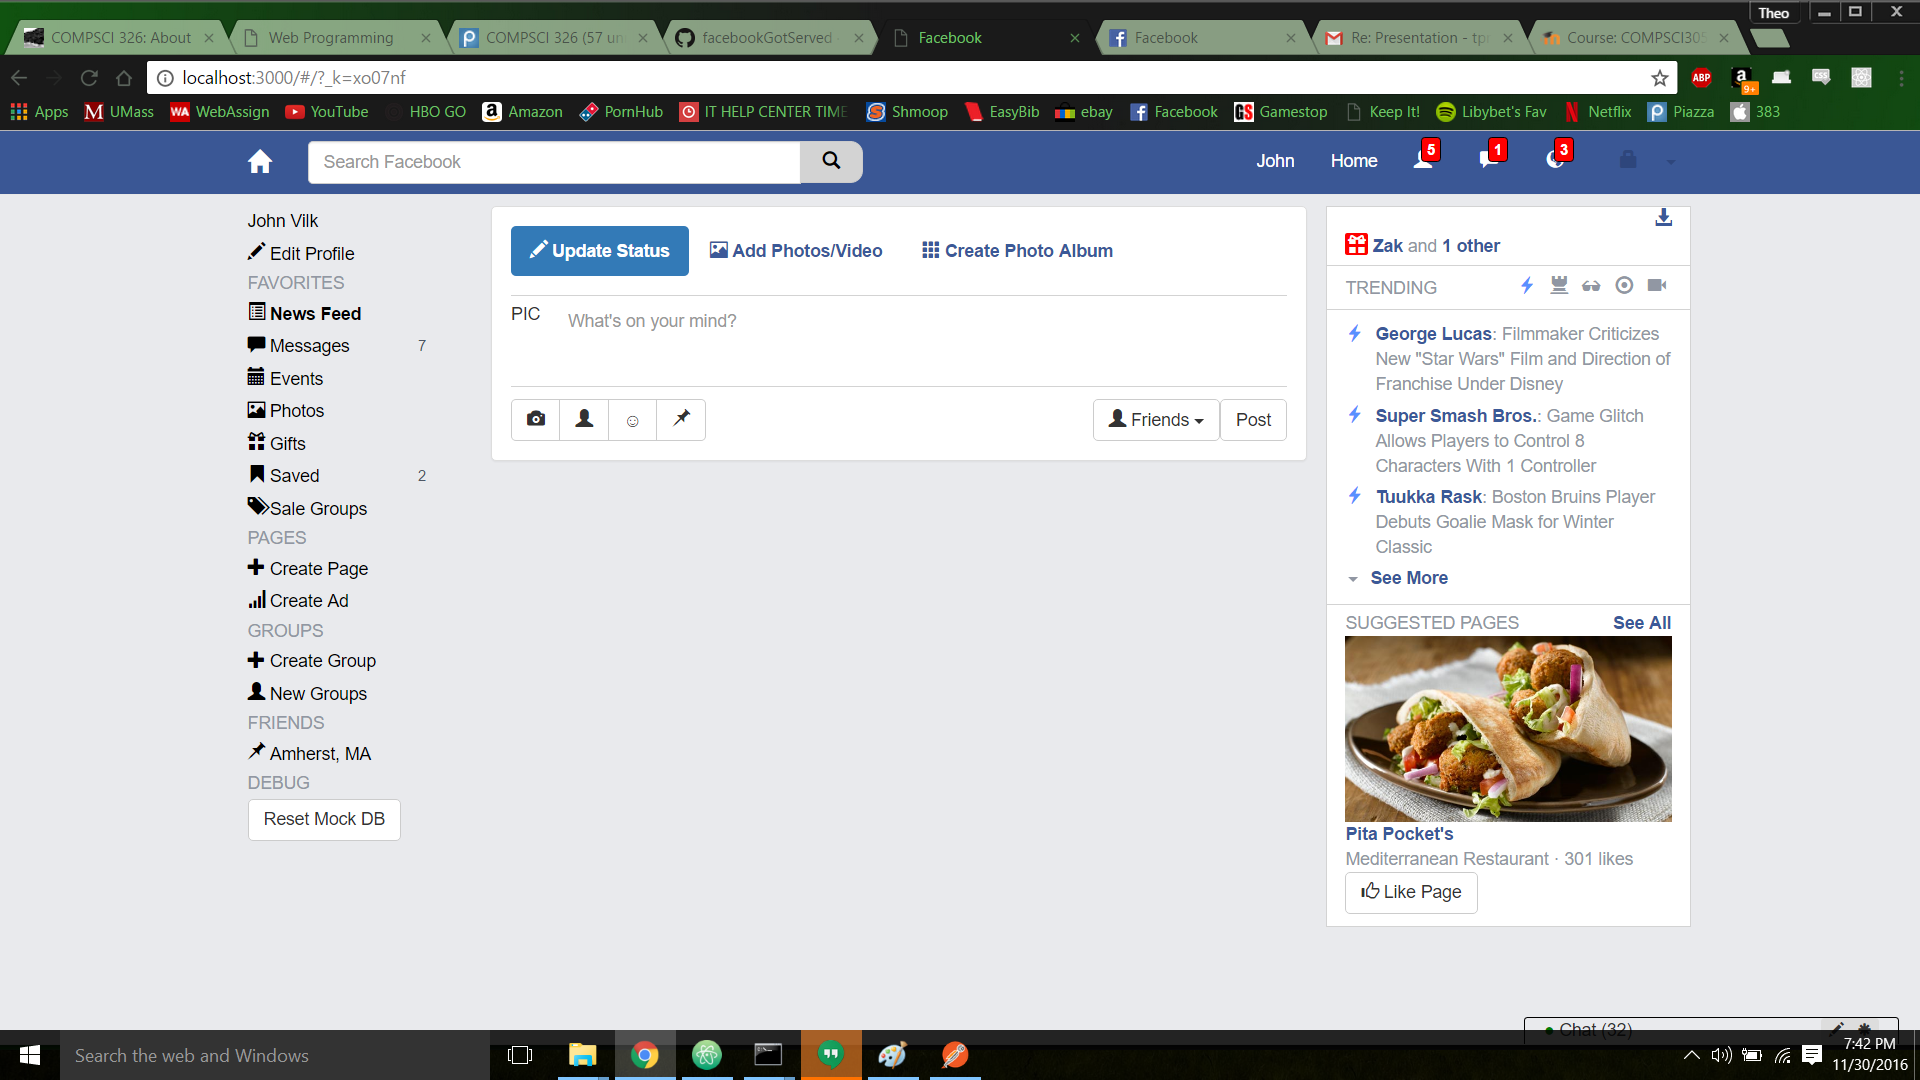 Theo
COMPSCI 326: About
Web Programming
COMPSCI 326 (57 un
facebookGotServed
Facebook
Facebook
Re: Presentation - tpr
Course: COMPSCI305
localhost:3000/#/?_k=xo07nf
ABP
a
9+
CSS
Apps
M UMass
WA WebAssign
YouTube
HBO GO
a Amazon
PornHub
IT HELP CENTER TIME
S Shmoop
EasyBib
ebay
f Facebook
GS Gamestop
Keep It!
Libybet's Fav
N Netflix
P Piazza
383
Search Facebook
John
Home
5
1
3
John Vilk
Edit Profile
FAVORITES
News Feed
Messages 7
Events
Photos
Gifts
Saved 2
Sale Groups
PAGES
Create Page
Create Ad
GROUPS
Create Group
New Groups
FRIENDS
Amherst, MA
DEBUG
Reset Mock DB
Update Status
Add Photos/Video
Create Photo Album
PIC
What's on your mind?
Friends
Post
Zak and 1 other
TRENDING
George Lucas: Filmmaker Criticizes
New "Star Wars" Film and Direction of
Franchise Under Disney
Super Smash Bros.: Game Glitch
Allows Players to Control 8
Characters With 1 Controller
Tuukka Rask: Boston Bruins Player
Debuts Goalie Mask for Winter
Classic
See More
SUGGESTED PAGES See All
Pita Pocket's
Mediterranean Restaurant · 301 likes
Like Page
Chat (32)
Search the web and Windows
7:42 PM
11/30/2016